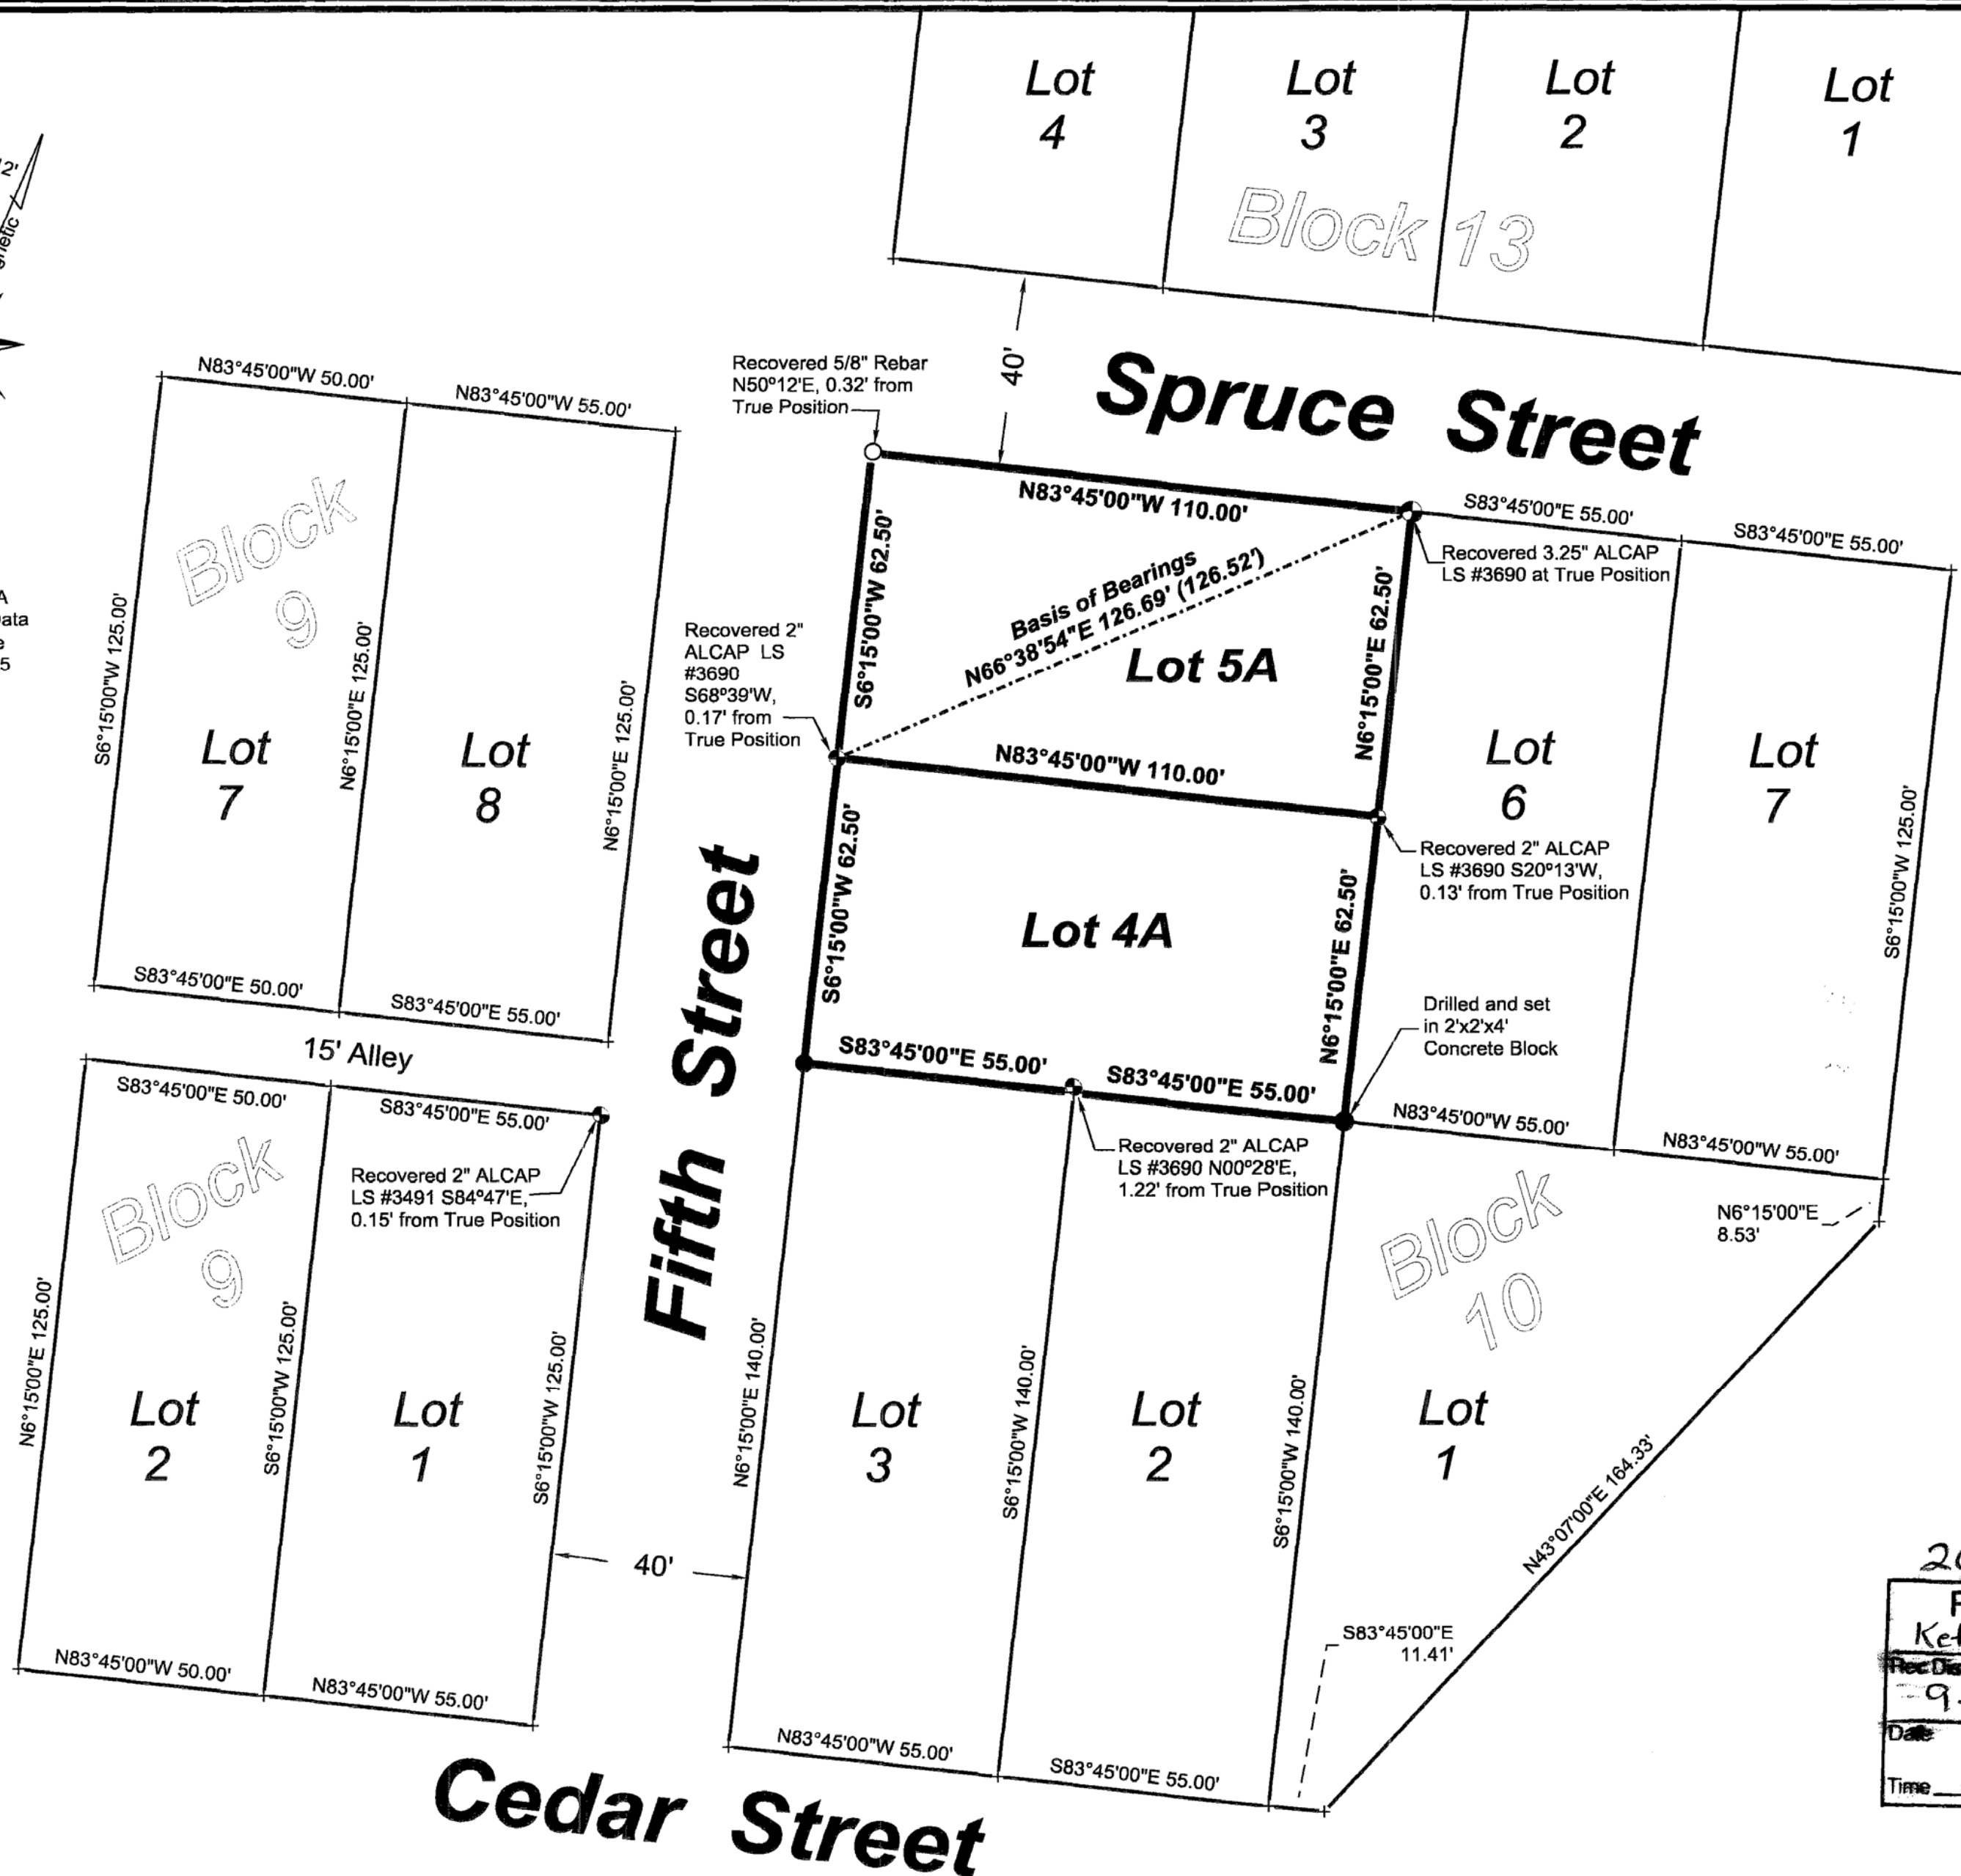 Lot
4
Lot
3
Lot
2
Lot
1
Block 13
2'
A
5
40'
Spruce Street
N83°45'00"W 50.00'
N83°45'00"W 55.00'
Recovered 5/8" Rebar
N50º12'E, 0.32' from
True Position
N83°45'00"W 110.00'
S83°45'00"E 55.00'
S83°45'00"E 55.00'
Recovered 3.25" ALCAP
LS #3690 at True Position
Block
9
S6°15'00"W 125.00'
N6°15'00"E 125.00'
N6°15'00"E 125.00'
Lot
7
Lot
8
S6°15'00"W 62.50'
Basis of Bearings
N66°38'54"E 126.69' (126.52')
Lot 5A
N6°15'00"E 62.50'
Recovered 2"
ALCAP LS
#3690
S68º39'W,
0.17' from
True Position
N83°45'00"W 110.00'
Lot
6
Lot
7
S6°15'00"W 125.00'
Recovered 2" ALCAP
LS #3690 S20º13'W,
0.13' from True Position
S6°15'00"W 62.50'
Lot 4A
N6°15'00"E 62.50'
Drilled and set
in 2'x2'x4'
Concrete Block
S83°45'00"E 50.00'
S83°45'00"E 55.00'
15' Alley
S83°45'00"E 55.00'
S83°45'00"E 55.00'
N83°45'00"W 55.00'
N83°45'00"W 55.00'
S83°45'00"E 50.00'
S83°45'00"E 55.00'
Recovered 2" ALCAP
LS #3491 S84º47'E,
0.15' from True Position
Recovered 2" ALCAP
LS #3690 N00º28'E,
1.22' from True Position
Block
9
Fifth Street
Block
10
N6°15'00"E
8.53'
N6°15'00"E 125.00'
S6°15'00"W 125.00'
S6°15'00"W 125.00'
N6°15'00"E 140.00'
S6°15'00"W 140.00'
S6°15'00"W 140.00'
Lot
2
Lot
1
Lot
3
Lot
2
Lot
1
N43°07'00"E 164.33'
40'
S83°45'00"E
11.41'
N83°45'00"W 50.00'
N83°45'00"W 55.00'
N83°45'00"W 55.00'
S83°45'00"E 55.00'
Cedar Street
Date
Time